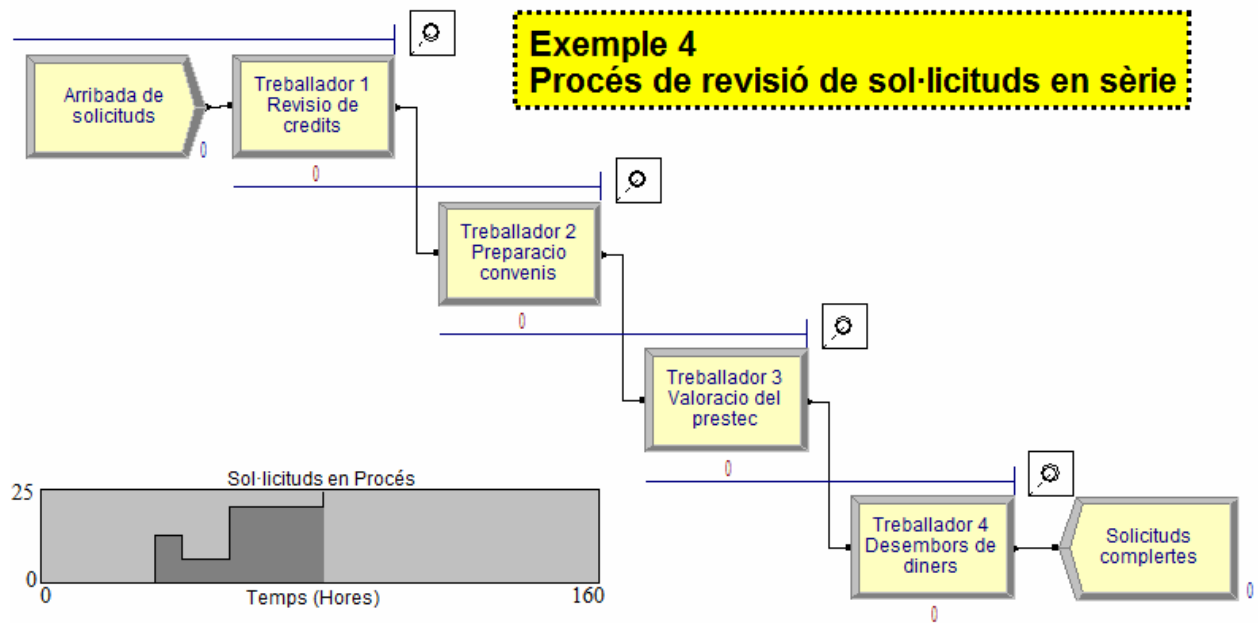 Exemple 4
Procés de revisió de sol·licituds en sèrie
Arribada de
solicituds
0
Treballador 1
Revisio de
credits
0
Treballador 2
Preparacio
convenis
0
Treballador 3
Valoracio del
prestec
0
Treballador 4
Desembors de
diners
0
Solicituds
complertes
0
Sol·licituds en Procés
25
0
0
Temps (Hores)
160